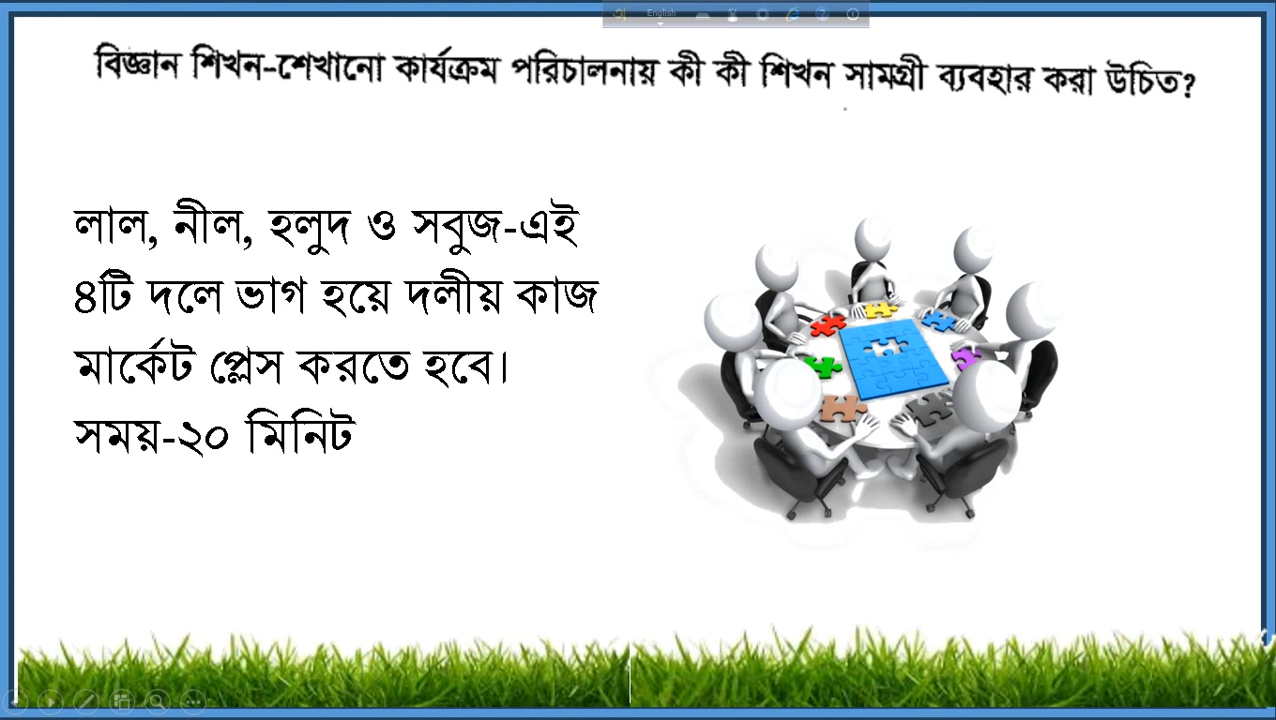 English
বিজ্ঞান শিখন-শেখানো কার্যক্রম পরিচালনায় কী কী শিখন সামগ্রী ব্যবহার করা উচিত?
লাল, নীল, হলুদ ও সবুজ-এই
৪টি দলে ভাগ হয়ে দলীয় কাজ
মার্কেট প্লেস করতে হবে।
সময়-২০ মিনিট